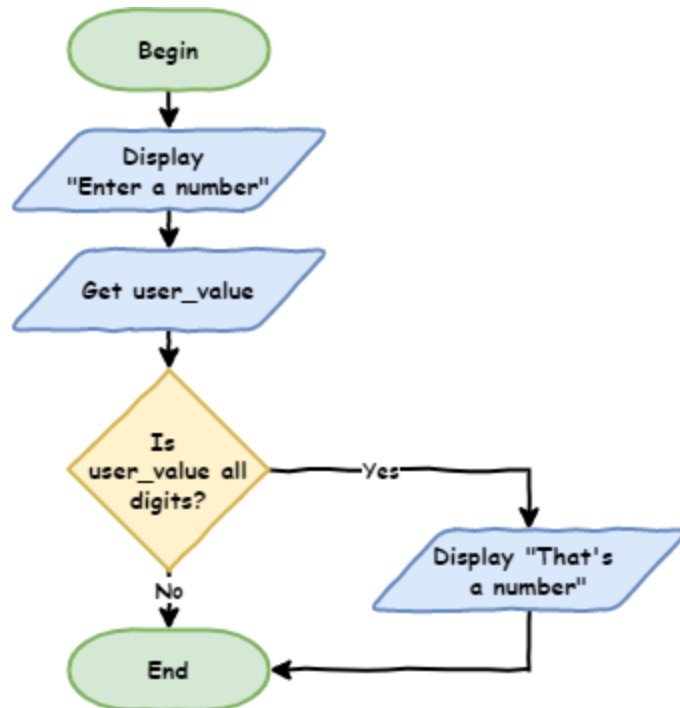 Begin
Display
"Enter a number"
Get user_value
Is
user_value all
digits?
Yes
Display "That's
a number"
No
End